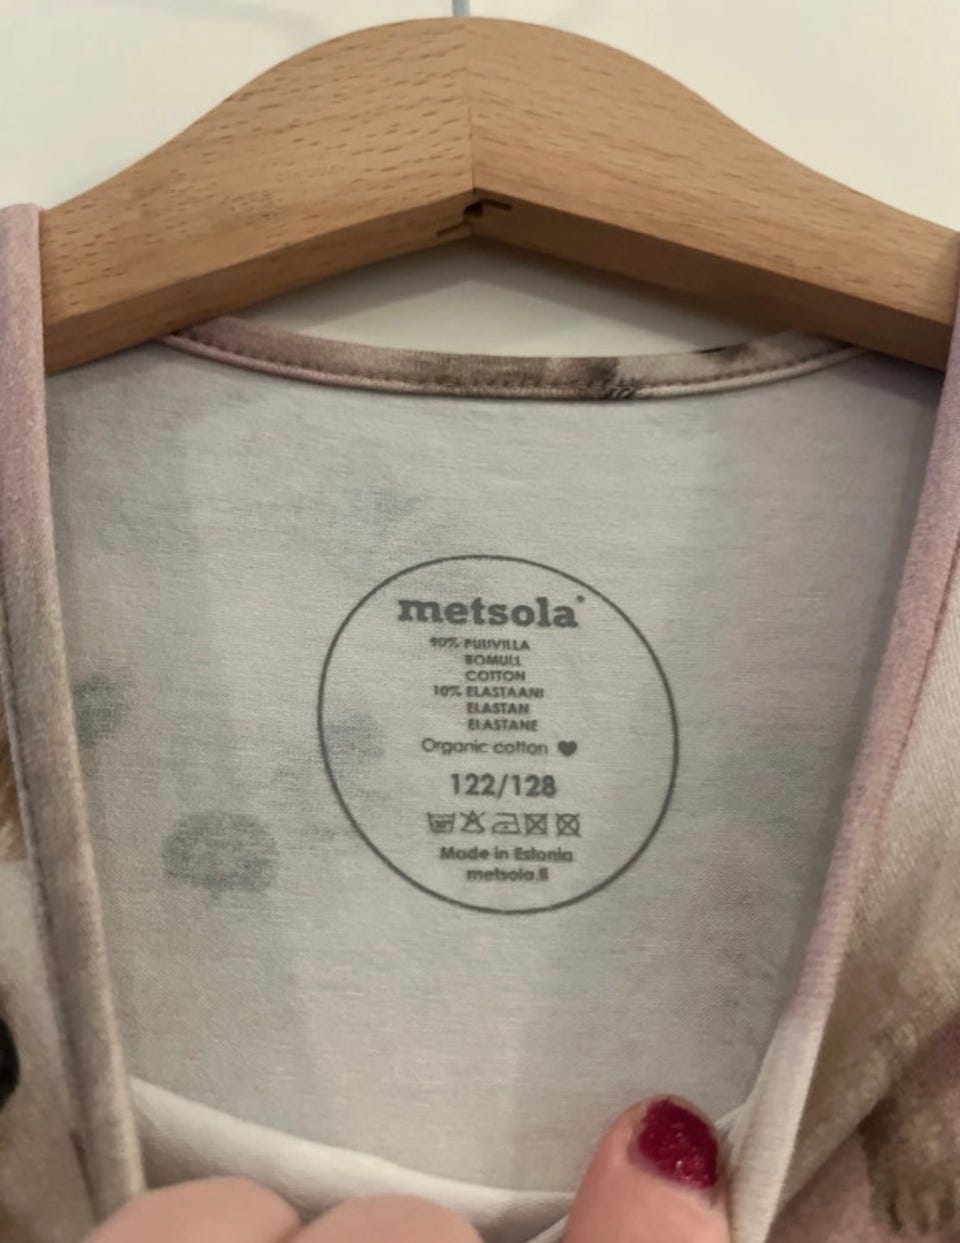 metsola
90% PUUVILLA
BOMULL
COTTON
10% ELASTAANI
ELASTAN
ELASTANE
Organic cotton
122/128
Made in Estonia
metsola.fi